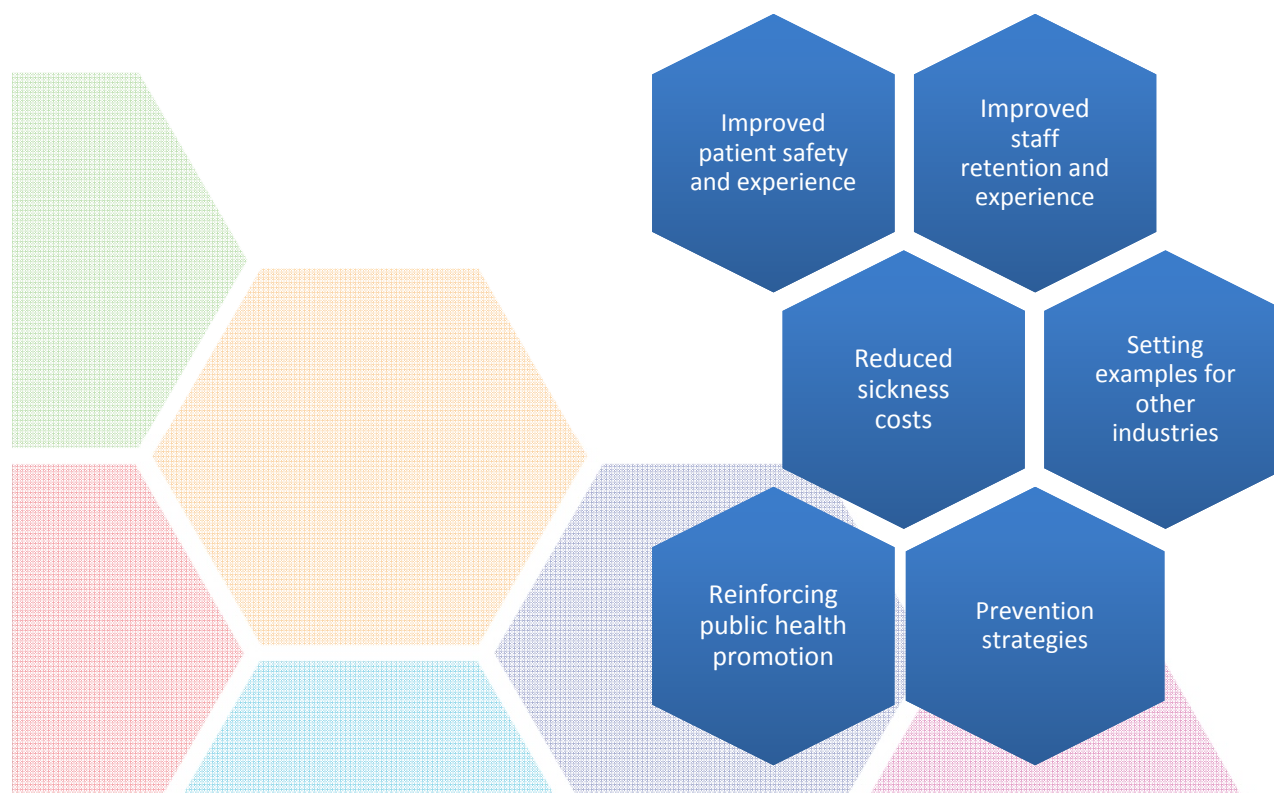 Improved
patient safety
and experience
Improved
staff
retention and
experience
Reduced
sickness
costs
Setting
examples for
other
industries
Reinforcing
public health
promotion
Prevention
strategies